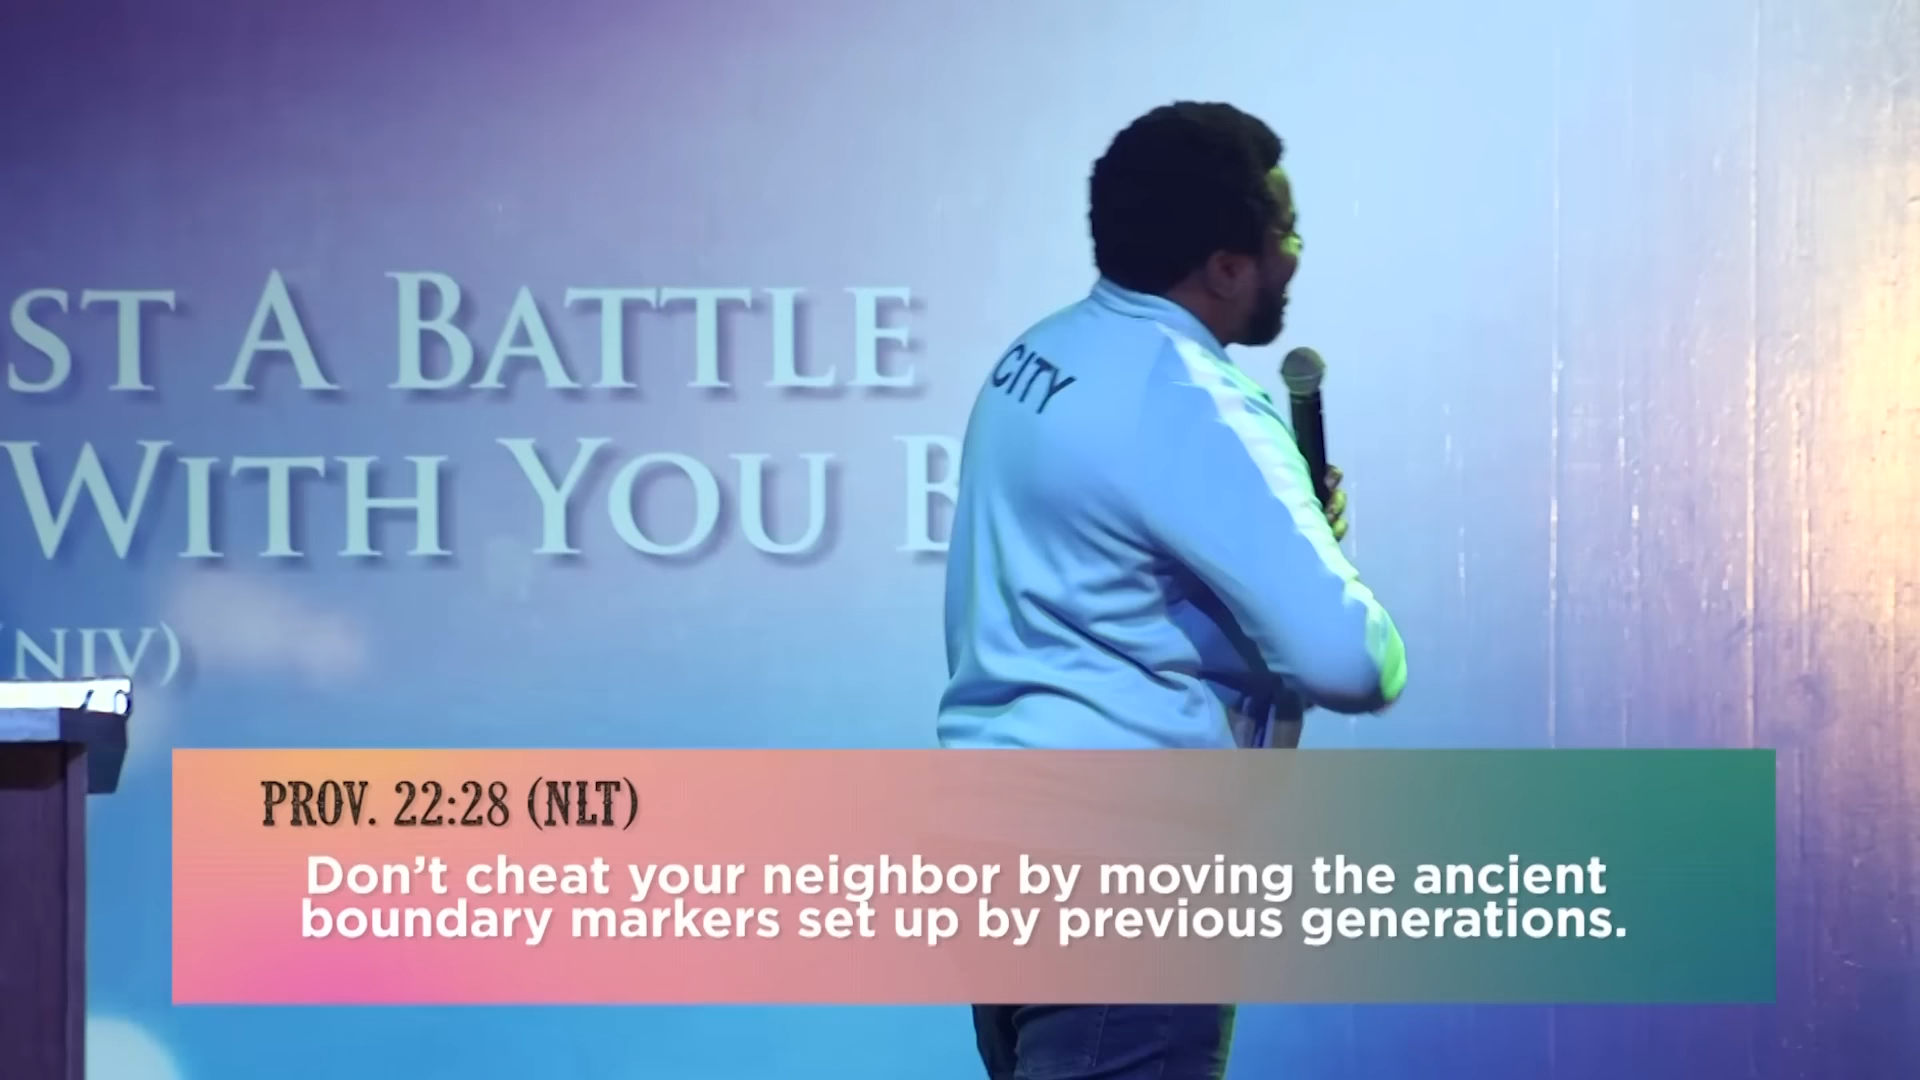 ST A BATTLE
WITH YOU B
(NIV)
CITY
PROV. 22:28 (NLT)
Don't cheat your neighbor by moving the ancient
boundary markers set up by previous generations.